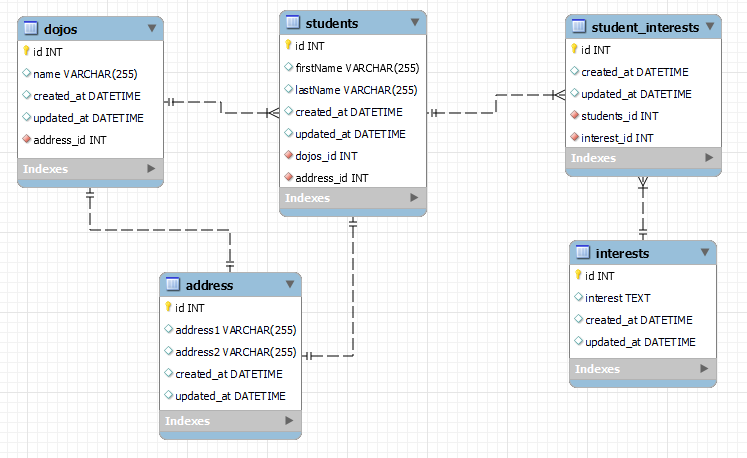 dojos
id INT
name VARCHAR(255)
created_at DATETIME
updated_at DATETIME
address_id INT
Indexes
students
id INT
firstName VARCHAR(255)
lastName VARCHAR(255)
created_at DATETIME
updated_at DATETIME
dojos_id INT
address_id INT
Indexes
student_interests
id INT
created_at DATETIME
updated_at DATETIME
students_id INT
interest_id INT
Indexes
address
id INT
address1 VARCHAR(255)
address2 VARCHAR(255)
created_at DATETIME
updated_at DATETIME
Indexes
interests
id INT
interest TEXT
created_at DATETIME
updated_at DATETIME
Indexes